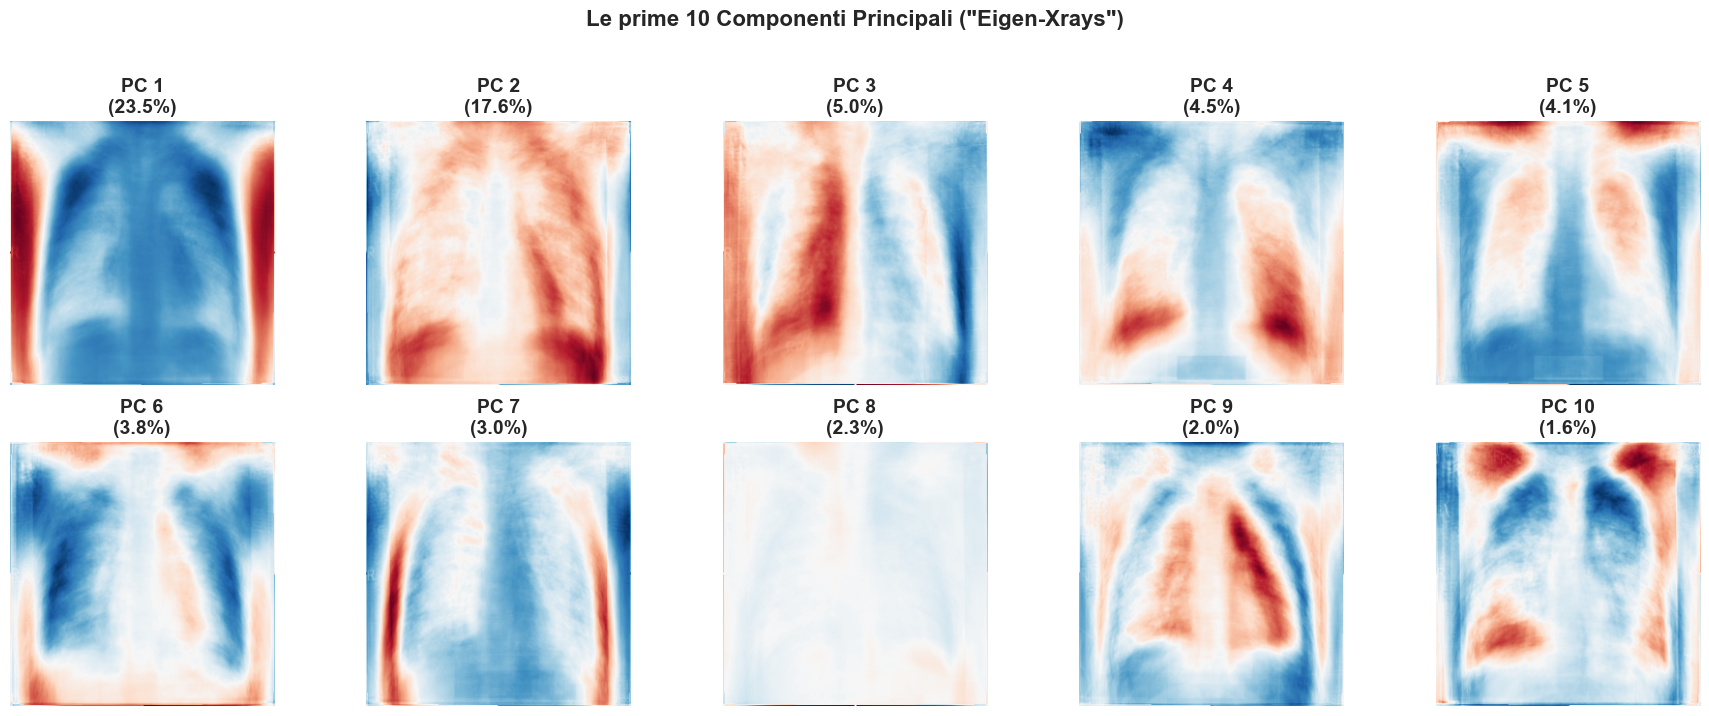 Le prime 10 Componenti Principali ("Eigen-Xrays")
PC 1
(23.5%)
PC 2
(17.6%)
PC 3
(5.0%)
PC 4
(4.5%)
PC 5
(4.1%)
PC 6
(3.8%)
PC 7
(3.0%)
PC 8
(2.3%)
PC 9
(2.0%)
PC 10
(1.6%)